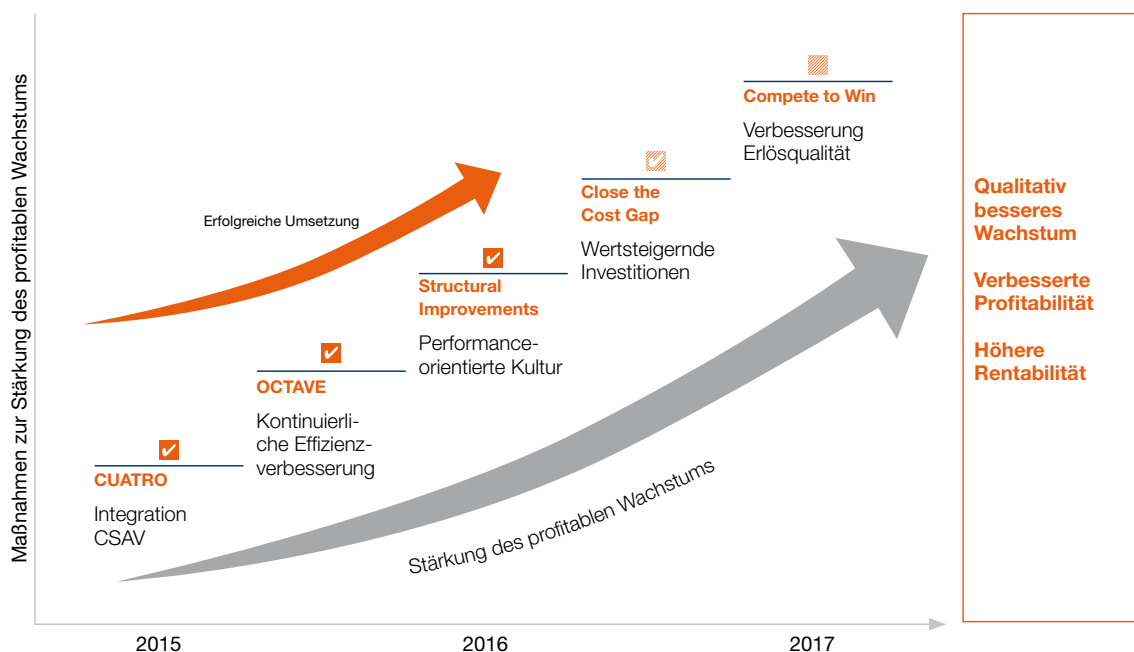 Maßnahmen zur Stärkung des profitablen Wachstums
Erfolgreiche Umsetzung
CUATRO
Integration
CSAV
OCTAVE
Kontinuierli-
che Effizienz-
verbesserung
Structural
Improvements
Performance-
orientierte Kultur
Close the
Cost Gap
Wertsteigernde
Investitionen
Compete to Win
Verbesserung
Erlösqualität
Stärkung des profitablen Wachstums
Qualitativ
besseres
Wachstum
Verbesserte
Profitabilität
Höhere
Rentabilität
2015
2016
2017